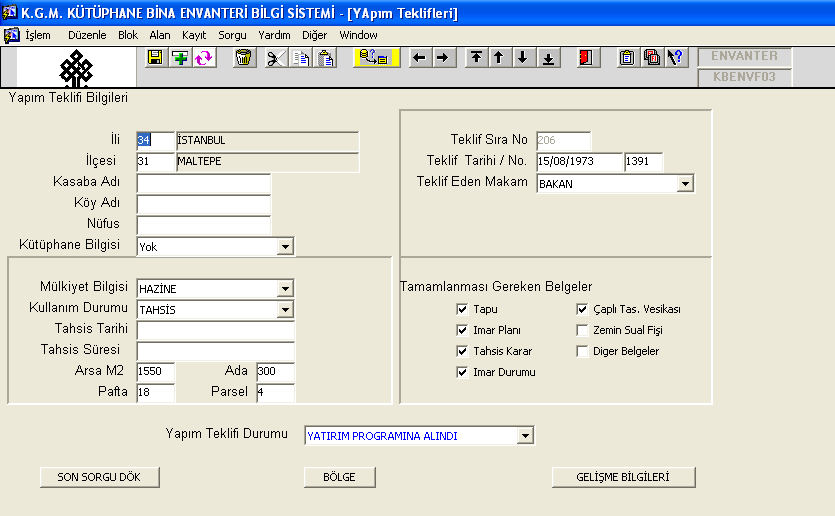 K.G.M. KÜTÜPHANE BİNA ENVANTERİ BİLGİ SİSTEMİ - [YApım Teklifleri]
İşlem Düzenle Blok Alan Kayıt Sorgu Yardım Diğer Window
ENVANTER
KBENVF03
Yapım Teklifi Bilgileri
İli 34 İSTANBUL
İlçesi 31 MALTEPE
Kasaba Adı
Köy Adı
Nüfus
Kütüphane Bilgisi Yok
Teklif Sıra No 206
Teklif Tarihi / No. 15/08/1973 1391
Teklif Eden Makam BAKAN
Mülkiyet Bilgisi HAZİNE
Kullanım Durumu TAHSİS
Tahsis Tarihi
Tahsis Süresi
Arsa M2 1550 Ada 300
Pafta 18 Parsel 4
Tamamlanması Gereken Belgeler
Tapu Çaplı Tas. Vesikası
Imar Planı Zemin Sual Fişi
Tahsis Karar Diger Belgeler
Imar Durumu
Yapım Teklifi Durumu YATIRIM PROGRAMINA ALINDI
SON SORGU DÖK BÖLGE GELİŞME BİLGİLERİ